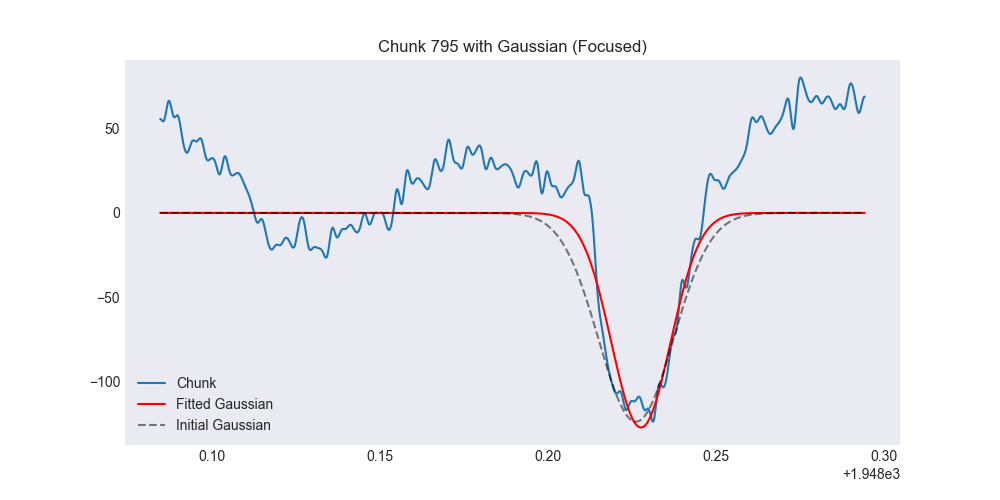 Chunk 795 with Gaussian (Focused)
50
0
−50
−100
Chunk
Fitted Gaussian
Initial Gaussian
0.10 0.15 0.20 0.25 0.30
+1.948e3